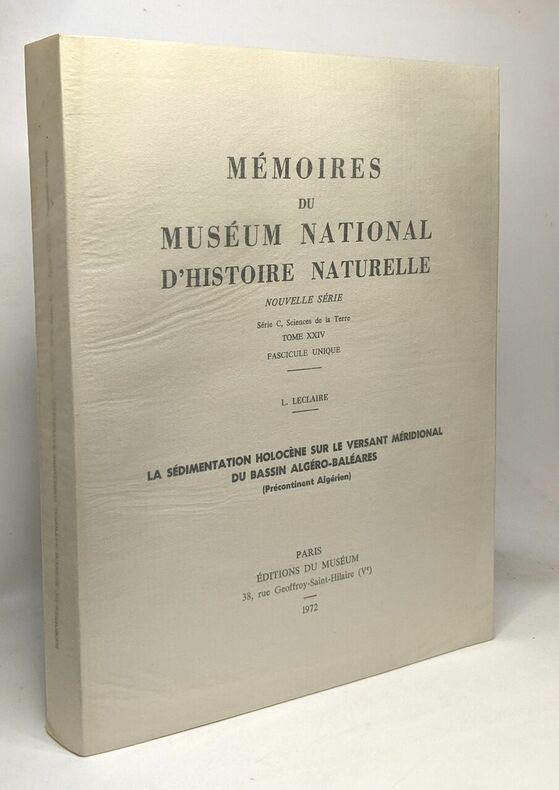 MÉMOIRES
DU
MUSÉUM NATIONAL
D'HISTOIRE NATURELLE
NOUVELLE SÉRIE
Série C, Sciences de la Terre
TOME XXIV
FASCICULE UNIQUE
L. LECLAIRE
LA SÉDIMENTATION HOLOCÈNE SUR LE VERSANT MÉRIDIONAL
DU BASSIN ALGÉRO-BALÉARES
(Précontinent Algérien)
PARIS
ÉDITIONS DU MUSÉUM
38, rue Geoffroy-Saint-Hilaire (Vᵉ)
1972